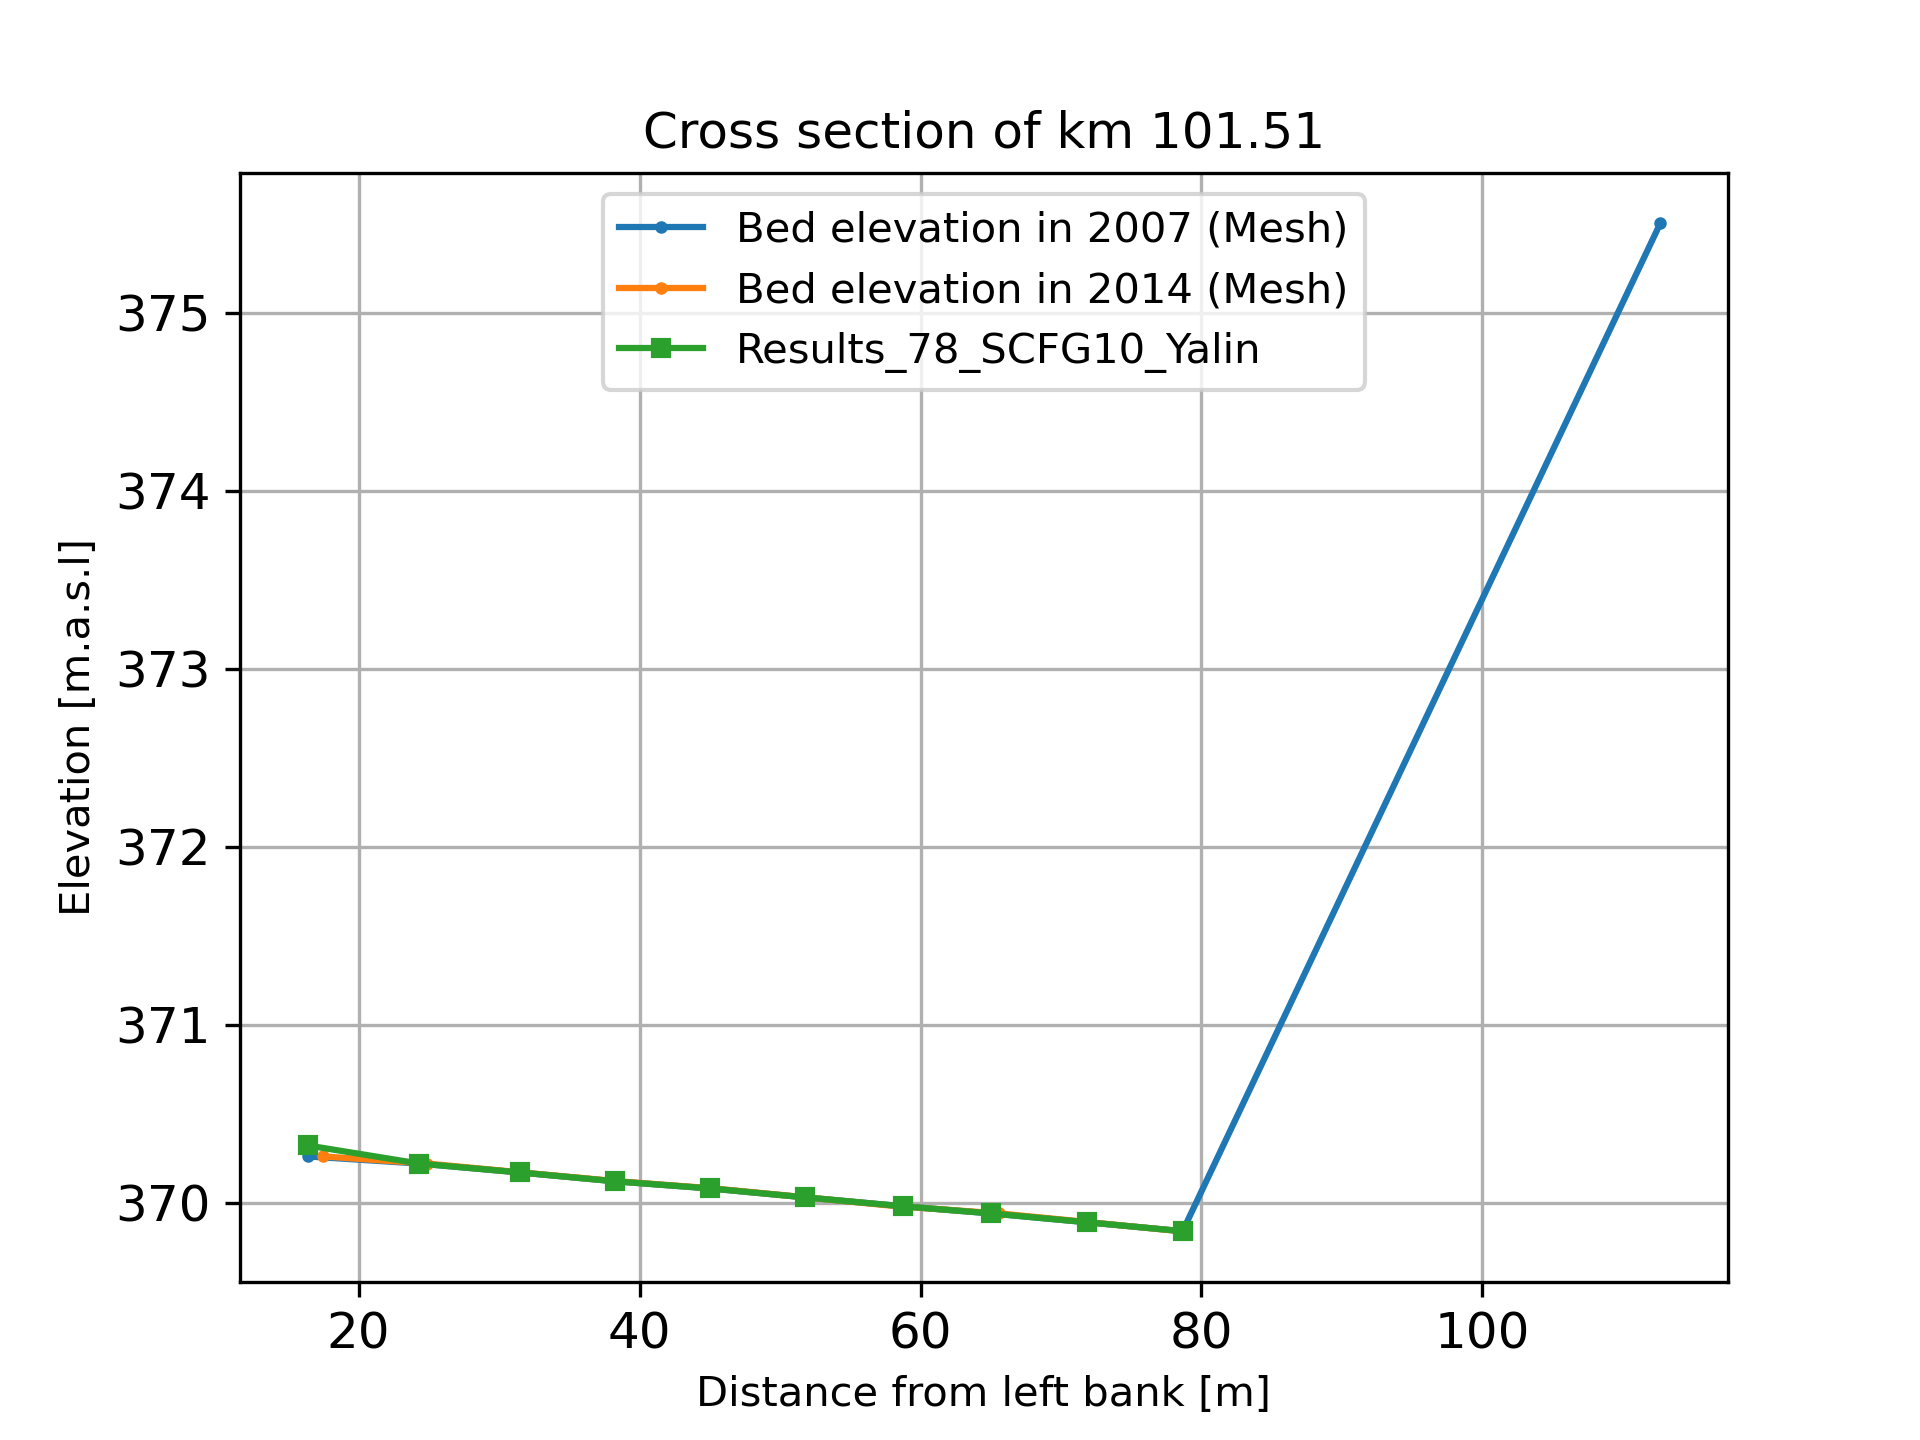 Cross section of km 101.51
Bed elevation in 2007 (Mesh)
Bed elevation in 2014 (Mesh)
Results_78_SCFG10_Yalin
Elevation [m.a.s.l]
375
374
373
372
371
370
20 40 60 80 100
Distance from left bank [m]